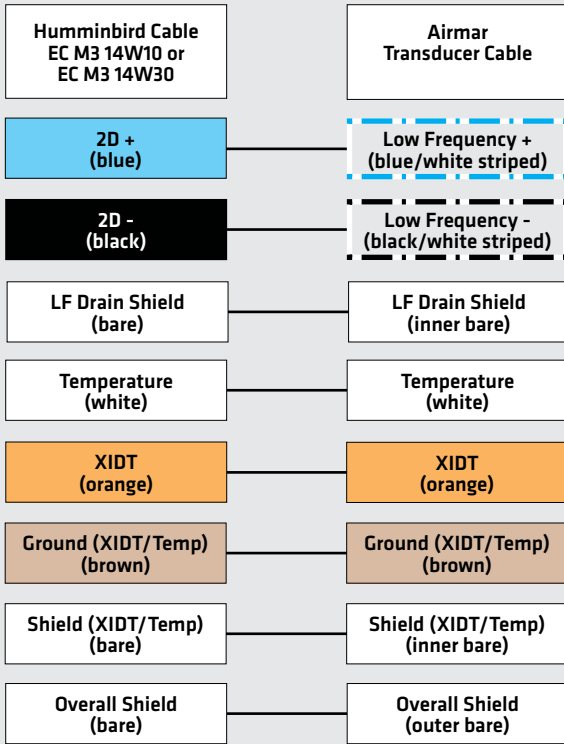 Humminbird Cable
EC M3 14W10 or
EC M3 14W30
Airmar
Transducer Cable
2D +
(blue)
Low Frequency +
(blue/white striped)
2D -
(black)
Low Frequency -
(black/white striped)
LF Drain Shield
(bare)
LF Drain Shield
(inner bare)
Temperature
(white)
Temperature
(white)
XIDT
(orange)
XIDT
(orange)
Ground (XIDT/Temp)
(brown)
Ground (XIDT/Temp)
(brown)
Shield (XIDT/Temp)
(bare)
Shield (XIDT/Temp)
(inner bare)
Overall Shield
(bare)
Overall Shield
(outer bare)